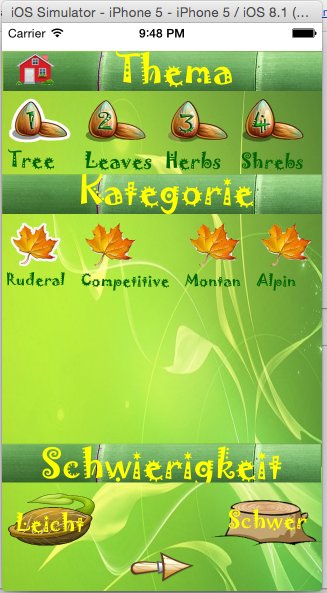 iOS Simulator - iPhone 5 - iPhone 5 / iOS 8.1 (...
Carrier 9:48 PM
Thema
1 2 3 4
Tree Leaves Herbs Shrebs
Kategorie
Ruderal Competitive Montan Alpin
Schwierigkeit
Leicht Schwer